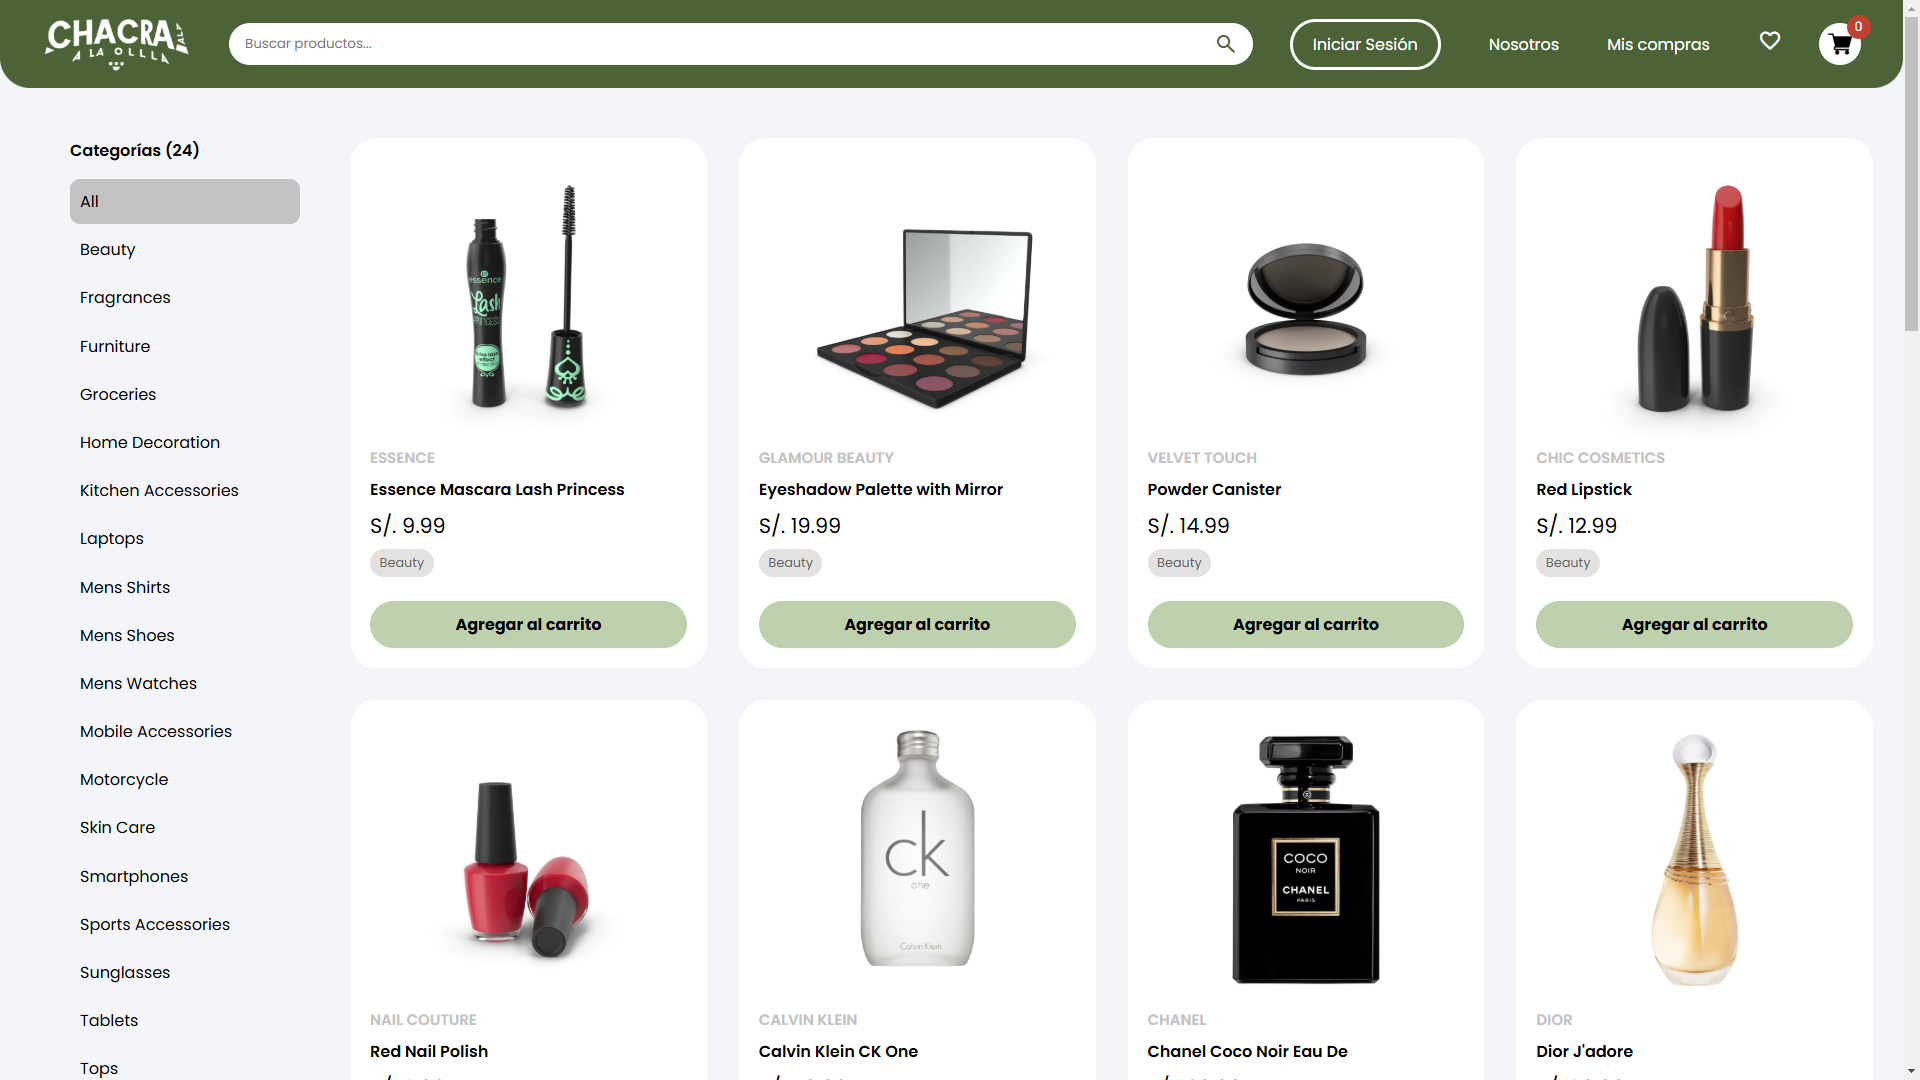 CHACRA
A LA OLLLA
Buscar productos...
Iniciar Sesión
Nosotros
Mis compras
0
Categorías (24)
All
Beauty
Fragrances
Furniture
Groceries
Home Decoration
Kitchen Accessories
Laptops
Mens Shirts
Mens Shoes
Mens Watches
Mobile Accessories
Motorcycle
Skin Care
Smartphones
Sports Accessories
Sunglasses
Tablets
Tops
essence
Lash
PRINCESS
false lash
effect
ESSENCE
Essence Mascara Lash Princess
S/. 9.99
Beauty
Agregar al carrito
GLAMOUR BEAUTY
Eyeshadow Palette with Mirror
S/. 19.99
Beauty
Agregar al carrito
VELVET TOUCH
Powder Canister
S/. 14.99
Beauty
Agregar al carrito
CHIC COSMETICS
Red Lipstick
S/. 12.99
Beauty
Agregar al carrito
NAIL COUTURE
Red Nail Polish
ck
one
Calvin Klein
CALVIN KLEIN
Calvin Klein CK One
COCO
NOIR
CHANEL
PARIS
CHANEL
Chanel Coco Noir Eau De
DIOR
Dior J'adore